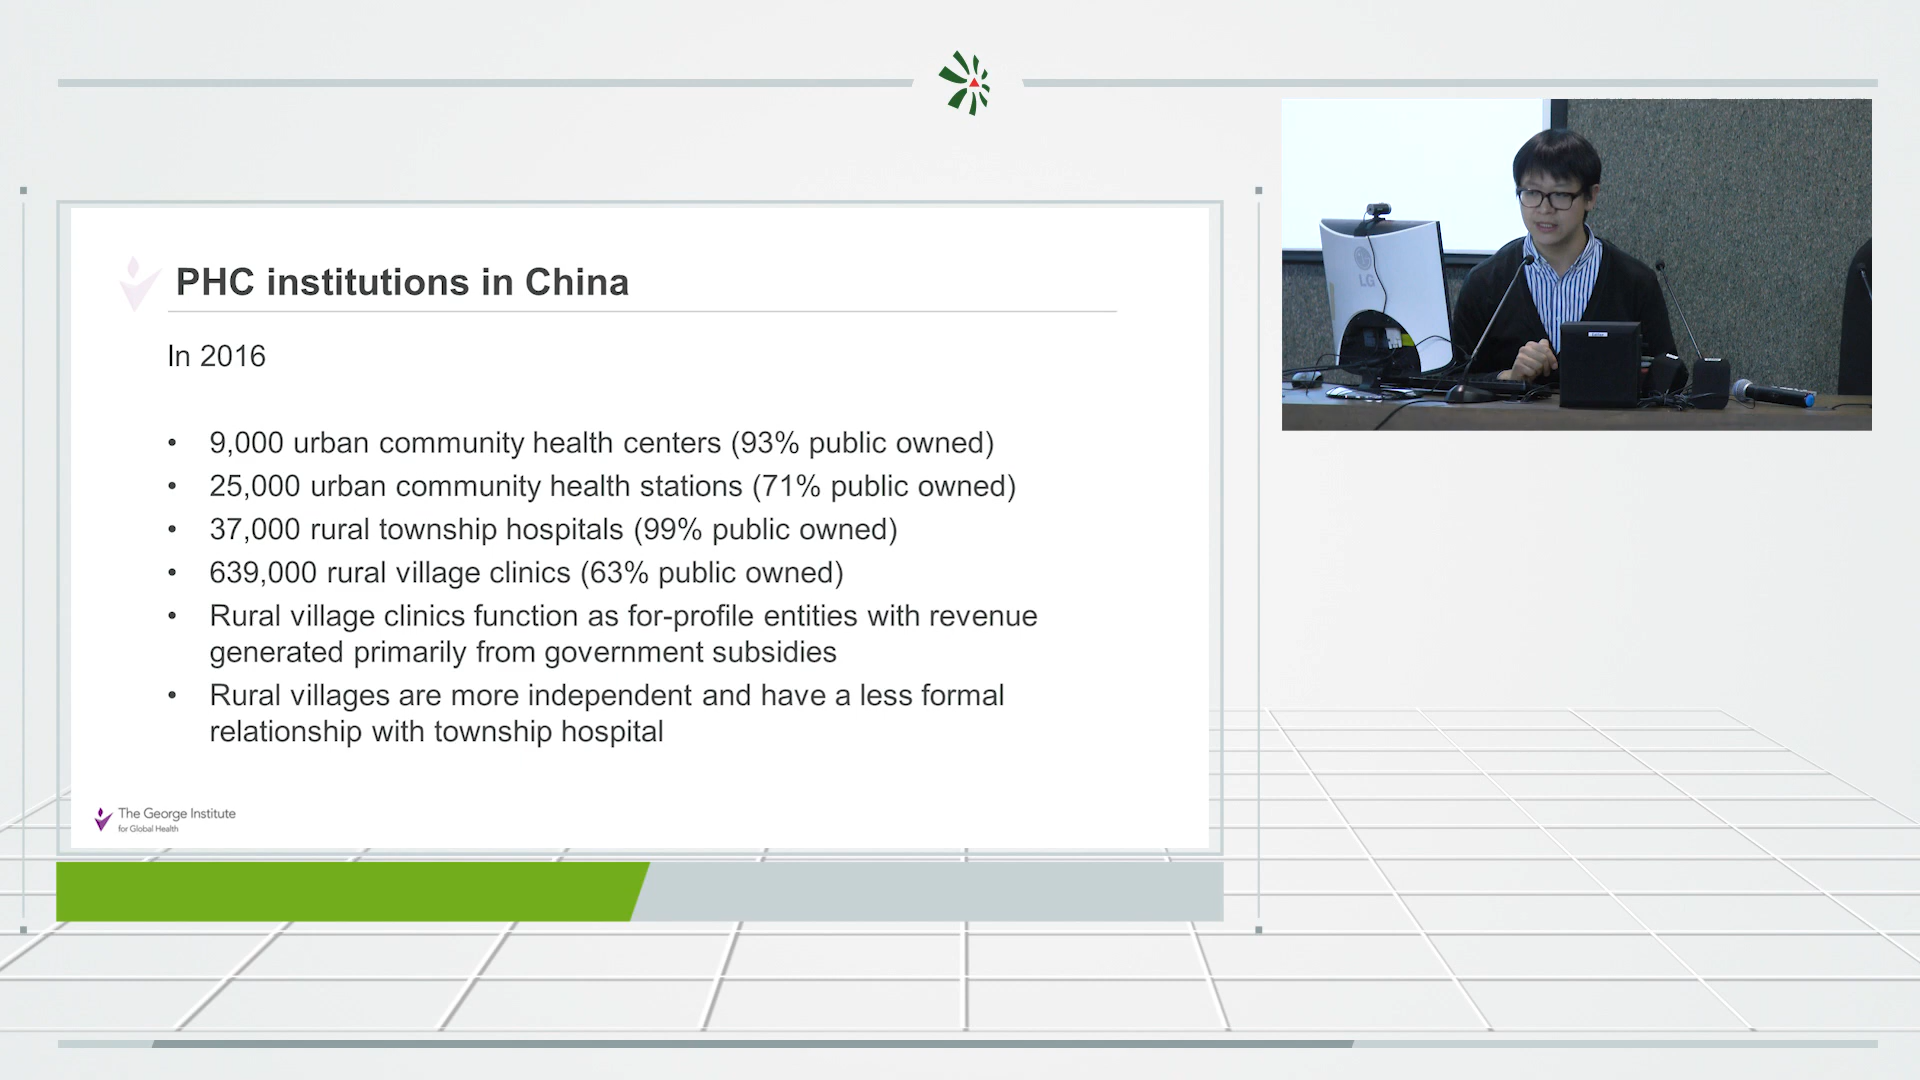 PHC institutions in China
In 2016
• 9,000 urban community health centers (93% public owned)
• 25,000 urban community health stations (71% public owned)
• 37,000 rural township hospitals (99% public owned)
• 639,000 rural village clinics (63% public owned)
• Rural village clinics function as for-profile entities with revenue
generated primarily from government subsidies
• Rural villages are more independent and have a less formal
relationship with township hospital
The George Institute
for Global Health
LG